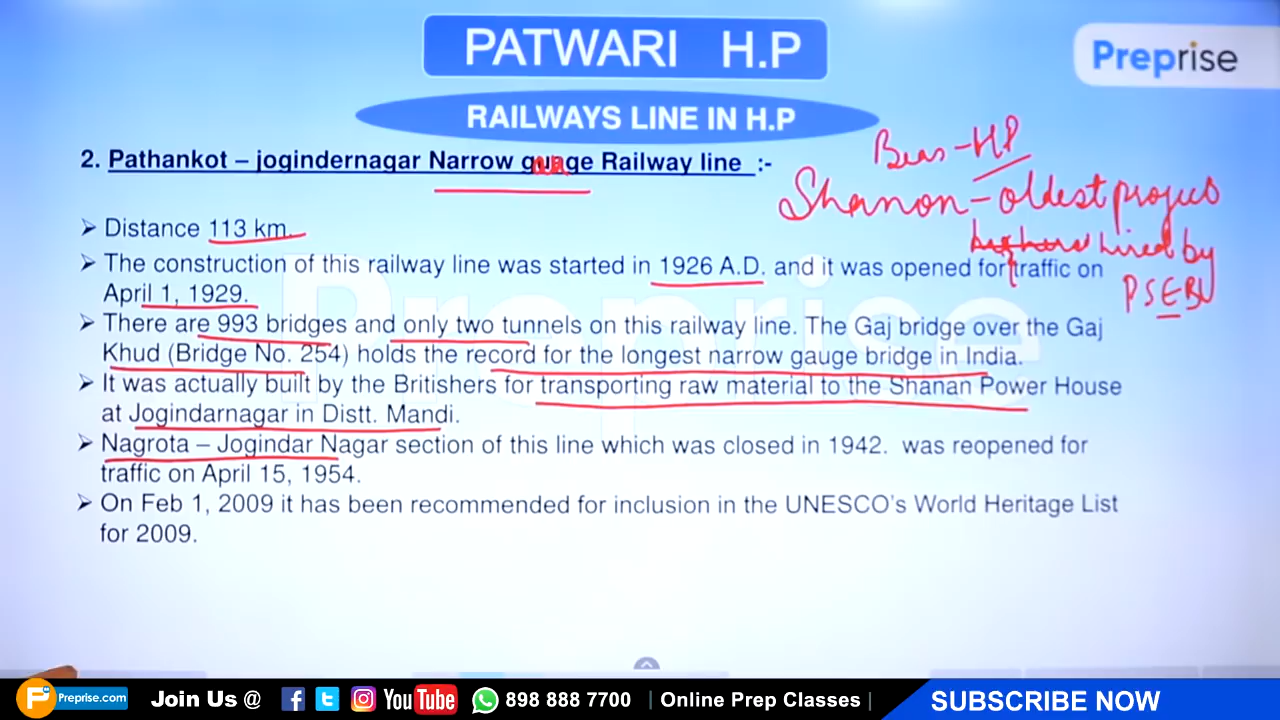 PATWARI H.P
Preprise
RAILWAYS LINE IN H.P
Beas - HP
2. Pathankot – jogindernagar Narrow gauge Railway line :-
Shanon - oldest project
hired by
PSEB
➢ Distance 113 km.
➢ The construction of this railway line was started in 1926 A.D. and it was opened for traffic on
April 1, 1929.
➢ There are 993 bridges and only two tunnels on this railway line. The Gaj bridge over the Gaj
Khud (Bridge No. 254) holds the record for the longest narrow gauge bridge in India.
➢ It was actually built by the Britishers for transporting raw material to the Shanan Power House
at Jogindarnagar in Distt. Mandi.
➢ Nagrota – Jogindar Nagar section of this line which was closed in 1942. was reopened for
traffic on April 15, 1954.
➢ On Feb 1, 2009 it has been recommended for inclusion in the UNESCO's World Heritage List
for 2009.
Preprise
Preprise.com Join Us @ YouTube 898 888 7700 | Online Prep Classes | SUBSCRIBE NOW